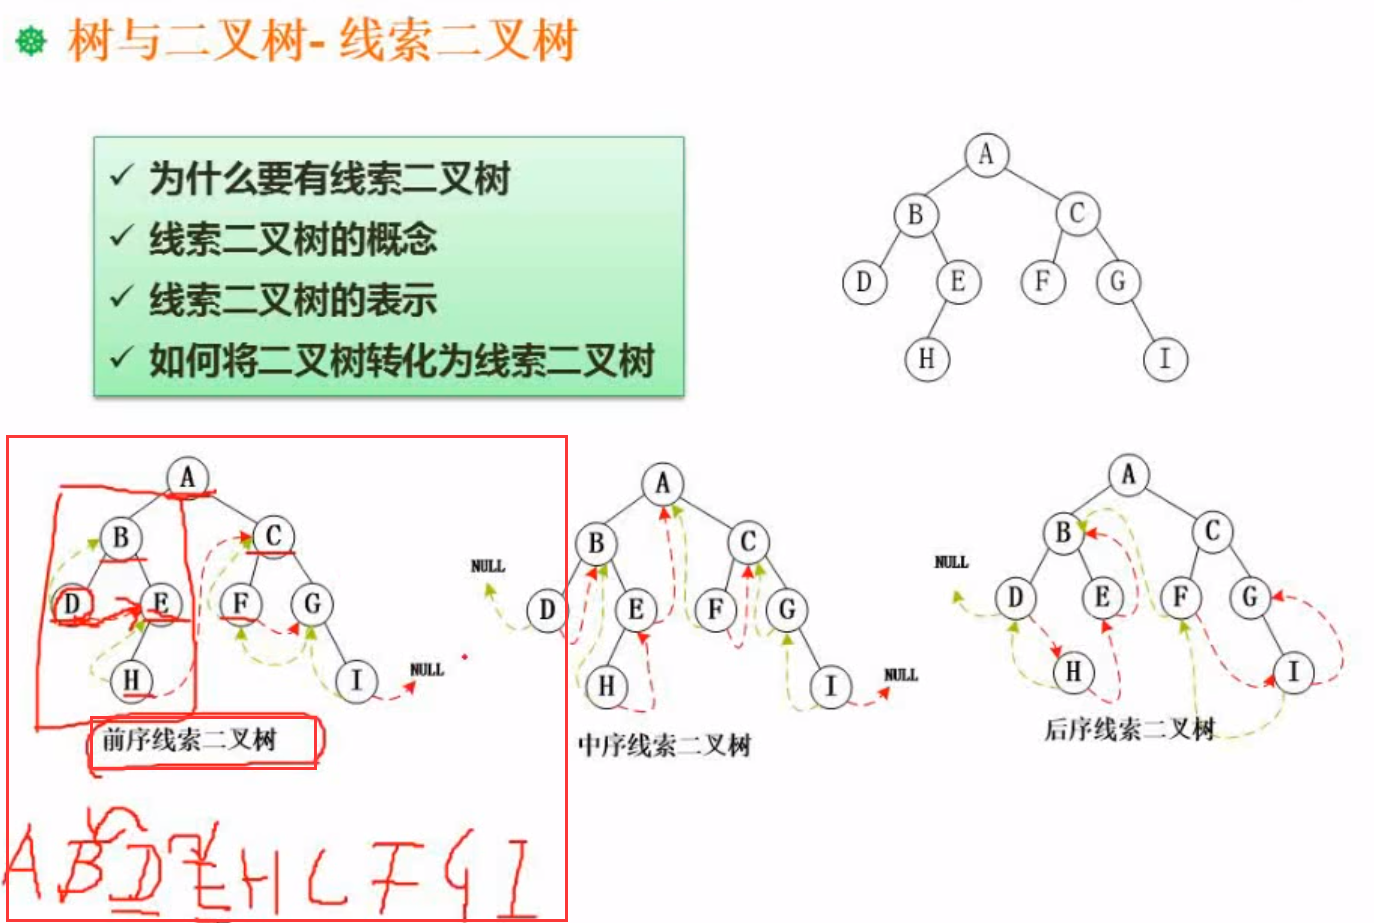 树与二叉树- 线索二叉树
为什么要有线索二叉树
线索二叉树的概念
线索二叉树的表示
如何将二叉树转化为线索二叉树
A
B C
D E F G
H I
A
B C
D E F G
H I NULL
前序线索二叉树
NULL
A
B C
D E F G
H I NULL
中序线索二叉树
NULL
A
B C
D E F G
H I
后序线索二叉树
A B D E H C F G I